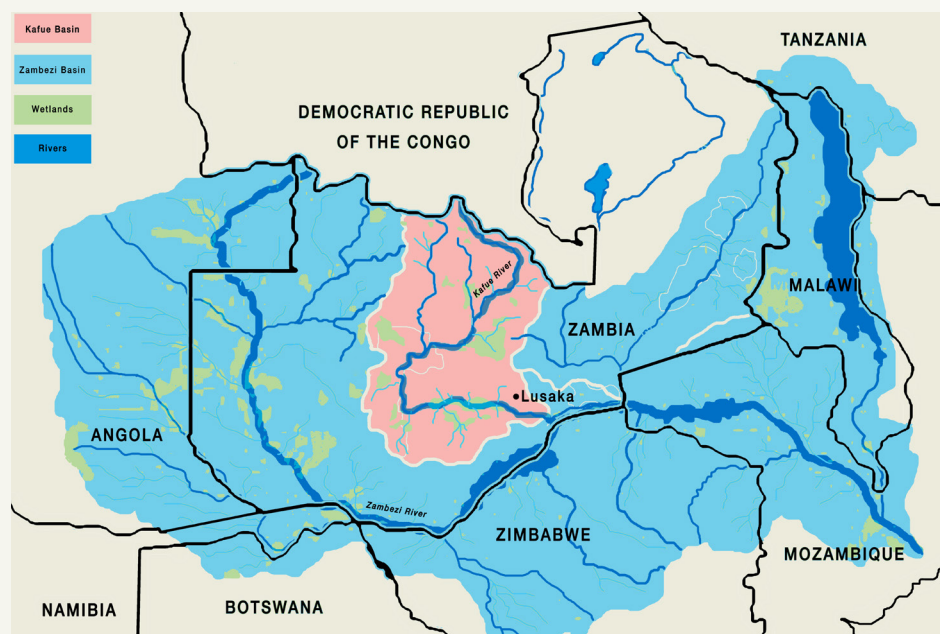 Kafue Basin
Zambezi Basin
Wetlands
Rivers
TANZANIA
DEMOCRATIC REPUBLIC
OF THE CONGO
Kafue River
MALAWI
ZAMBIA
Lusaka
ANGOLA
Zambezi River
ZIMBABWE
MOZAMBIQUE
NAMIBIA
BOTSWANA